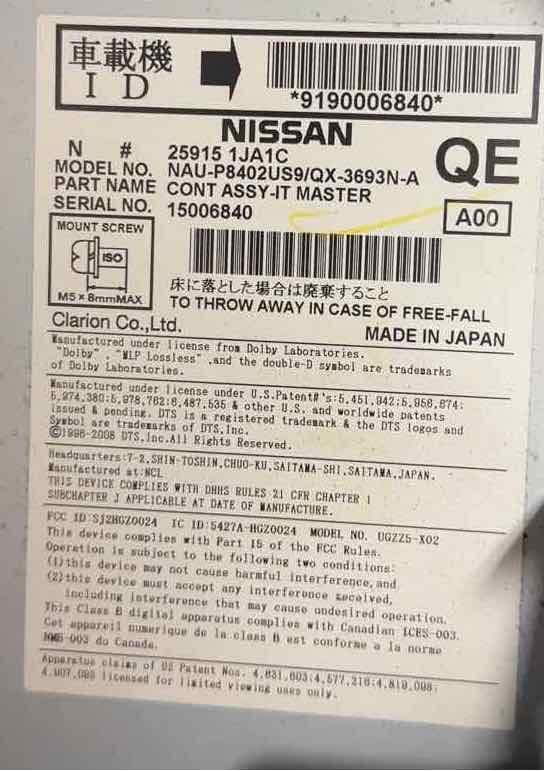 車載機
ID
*9190006840*
NISSAN
QE
N # 25915 1JA1C
MODEL NO. NAU-P8402US9/QX-3693N-A
PART NAME CONT ASSY-IT MASTER
SERIAL NO. 15006840
A00
MOUNT SCREW
ISO
M5×8mmMAX
床に落とした場合は廃棄すること
TO THROW AWAY IN CASE OF FREE-FALL
Clarion Co.,Ltd.
MADE IN JAPAN
Manufactured under license from Dolby Laboratories.
"Dolby", "MLP Lossless", and the double-D symbol are trademarks
of Dolby Laboratories.
Manufactured under license under U.S.Patent#'s:5,451,942;5,956,674;
5,974,380;5,978,762;6,487,535 & other U.S. and worldwide patents
issued & pending. DTS is a registered trademark & the DTS logos and
Symbol are trademarks of DTS,Inc.
©1996-2008 DTS,Inc.All Rights Reserved.
Headquarters:7-2,SHIN-TOSHIN,CHUO-KU,SAITAMA-SHI,SAITAMA,JAPAN.
Manufactured at:NCL
THIS DEVICE COMPLIES WITH DHHS RULES 21 CFR CHAPTER 1
SUBCHAPTER J APPLICABLE AT DATE OF MANUFACTURE.
FCC ID:SJ2HGZ0024 IC ID:5427A-HGZ0024 MODEL NO. UGZZ5-X02
This device complies with Part 15 of the FCC Rules.
Operation is subject to the following two conditions:
(1)this device may not cause harmful interference,and
(2)this device must accept any interference received,
including interference that may cause undesired operation.
This Class B digital apparatus complies with Canadian ICES-003.
Cet appareil numerique de la class B est conforme a la norme
NMB-003 du Canada.
Apparatus claims of US Patent Nos. 4,631,603;4,577,216;4,819,098;
4,907,093 licensed for limited viewing uses only.